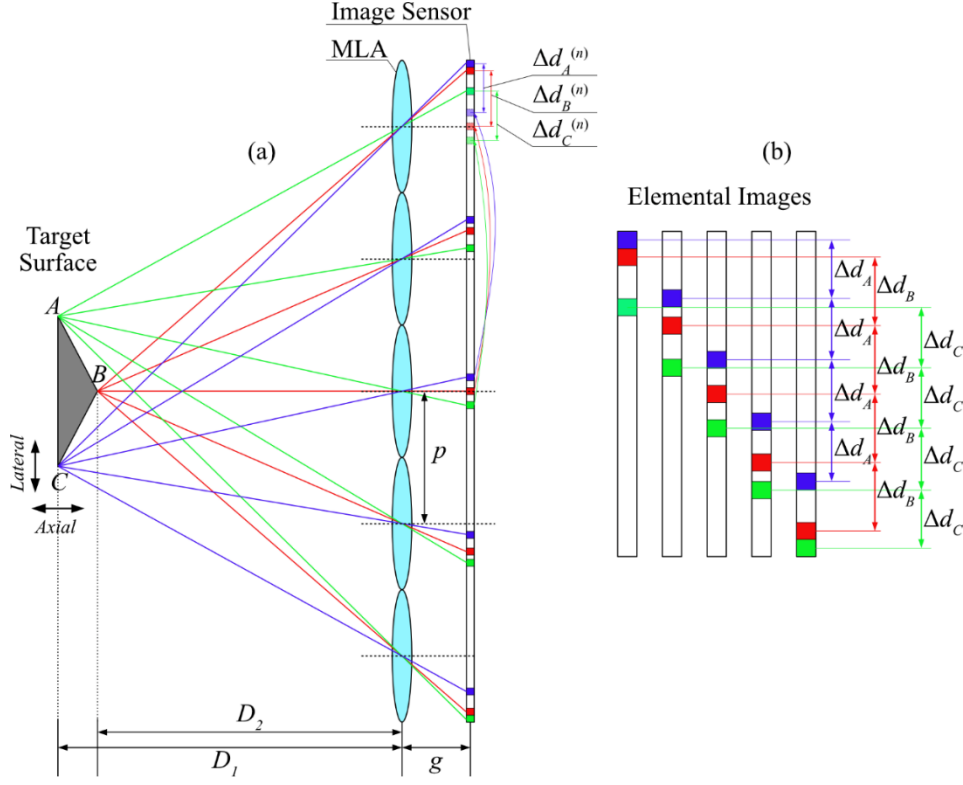 Image Sensor
MLA
Δd_A^(n)
Δd_B^(n)
Δd_C^(n)
(a)
(b)
Elemental Images
Target
Surface
A
B
C
Lateral
Axial
p
D_2
D_1
g
Δd_A
Δd_B
Δd_A
Δd_C
Δd_B
Δd_A
Δd_C
Δd_B
Δd_A
Δd_C
Δd_B
Δd_C